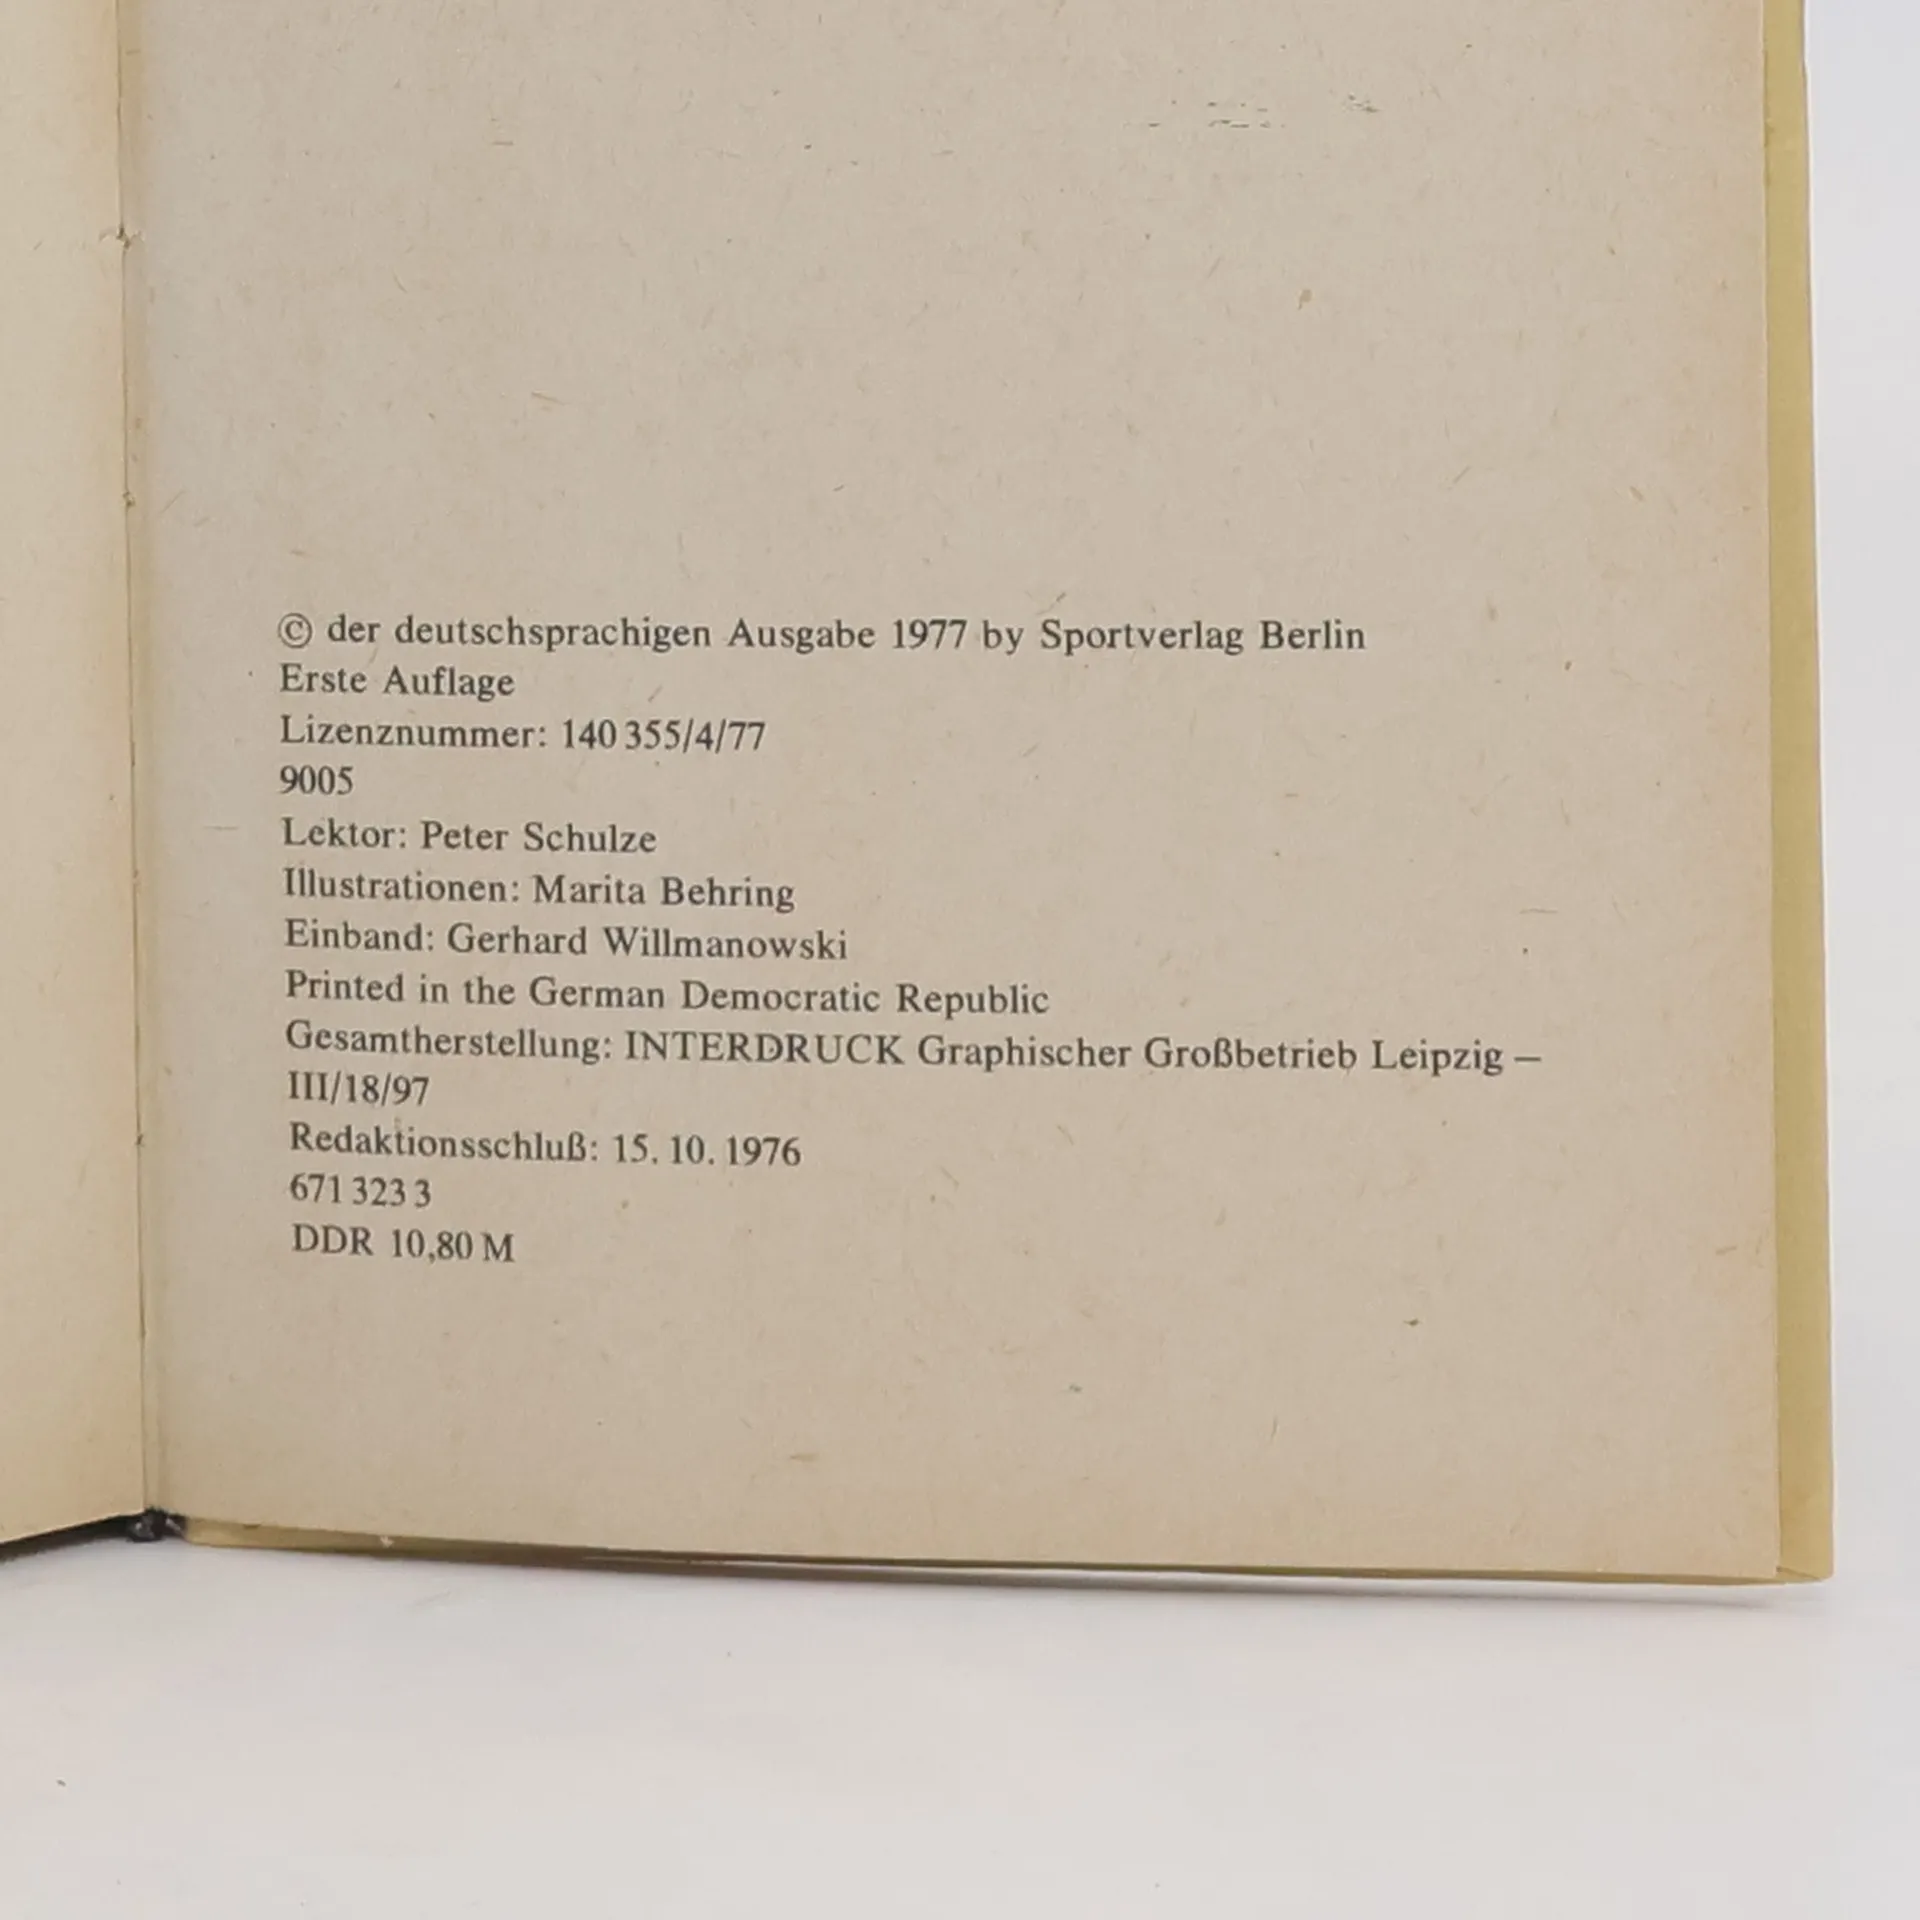 © der deutschsprachigen Ausgabe 1977 by Sportverlag Berlin
Erste Auflage
Lizenznummer: 140 355/4/77
9005
Lektor: Peter Schulze
Illustrationen: Marita Behring
Einband: Gerhard Willmanowski
Printed in the German Democratic Republic
Gesamtherstellung: INTERDRUCK Graphischer Großbetrieb Leipzig –
III/18/97
Redaktionsschluß: 15. 10. 1976
671 323 3
DDR 10,80 M